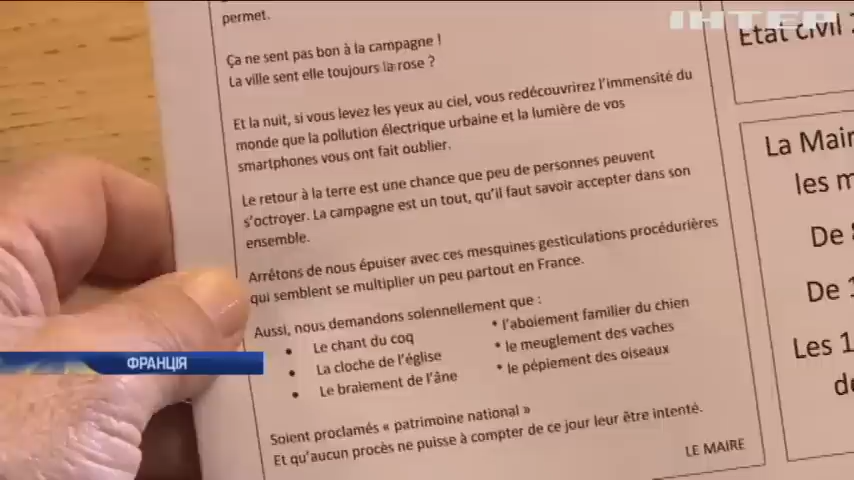 ІНТЕР
permet.
Ça ne sent pas bon à la campagne !
La ville sent elle toujours la rose ?
Et la nuit, si vous levez les yeux au ciel, vous redécouvrirez l'immensité du
monde que la pollution électrique urbaine et la lumière de vos
smartphones vous ont fait oublier.
Le retour à la terre est une chance que peu de personnes peuvent
s'octroyer. La campagne est un tout, qu'il faut savoir accepter dans son
ensemble.
Arrêtons de nous épuiser avec ces mesquines gesticulations procédurières
qui semblent se multiplier un peu partout en France.
Aussi, nous demandons solennellement que :
• Le chant du coq
• La cloche de l'église
• Le braiement de l'âne
* l'aboiement familier du chien
* le meuglement des vaches
* le pépiement des oiseaux
Soient proclamés « patrimoine national »
Et qu'aucun procès ne puisse à compter de ce jour leur être intenté.
LE MAIRE
Etat civil
La Mair
les m
De
De 1
Les 1
de
ФРАНЦІЯ